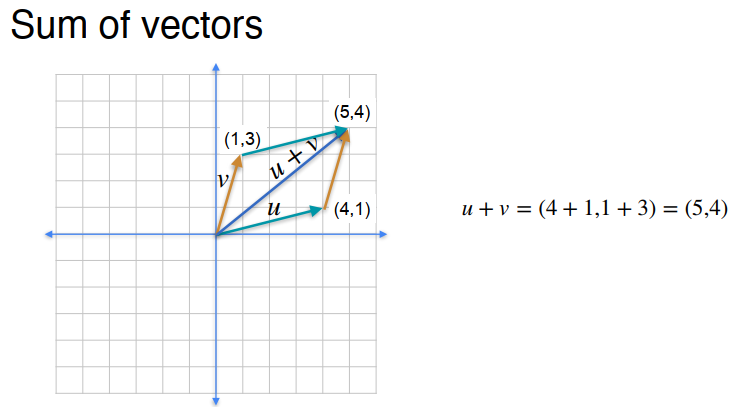 Sum of vectors
(5,4)
(1,3)
u + v
v
u
(4,1)
u + v = (4 + 1,1 + 3) = (5,4)